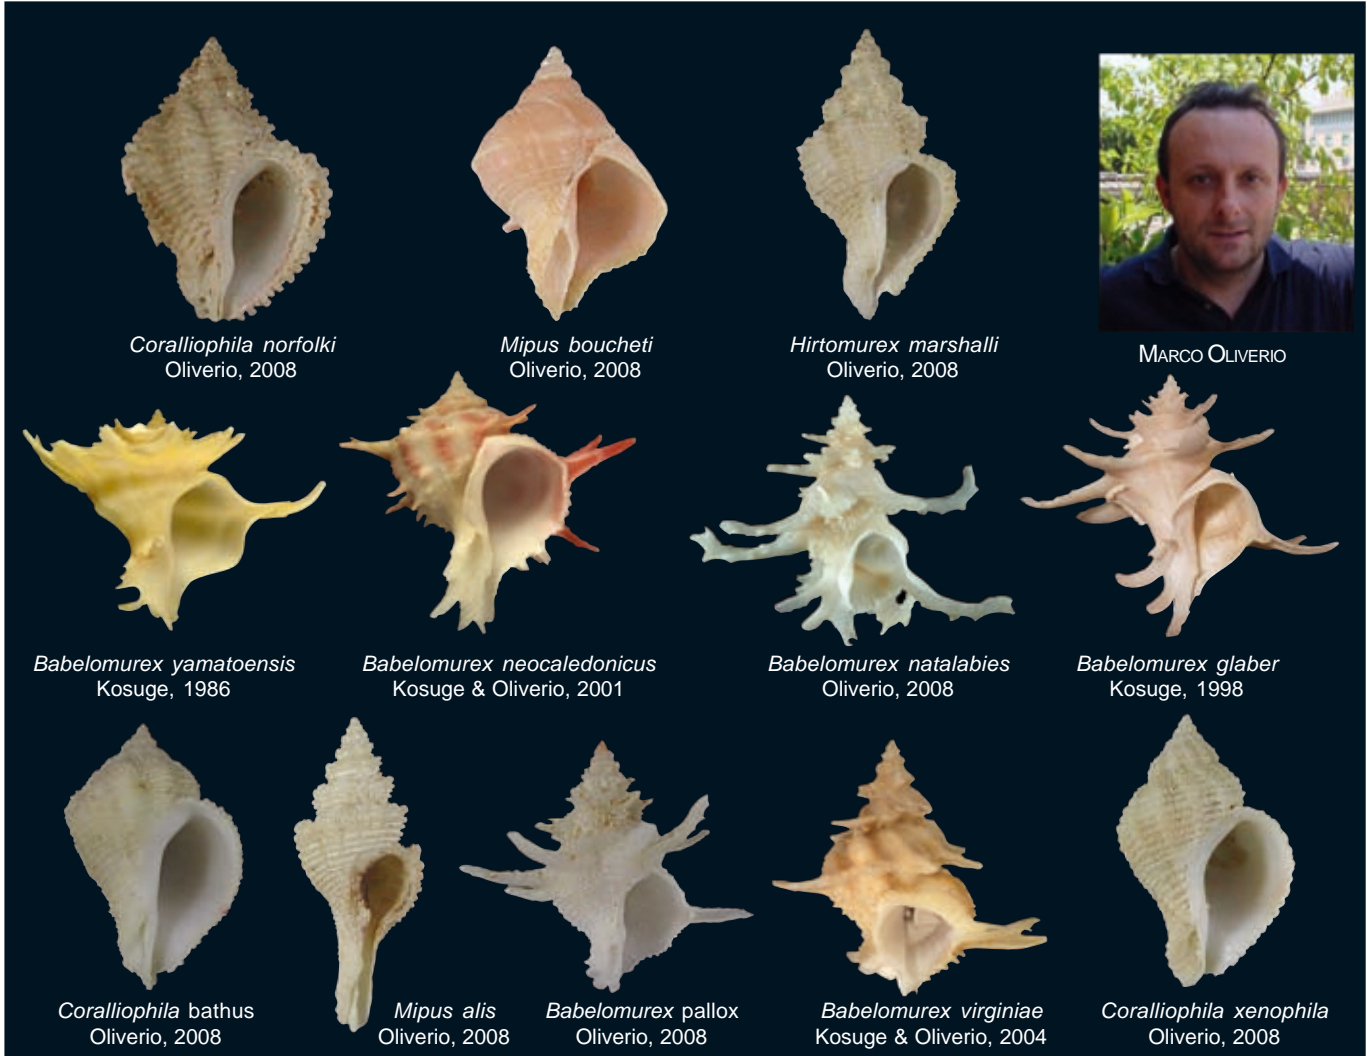 Coralliophila norfolki
Oliverio, 2008
Mipus boucheti
Oliverio, 2008
Hirtomurex marshalli
Oliverio, 2008
MARCO OLIVERIO
Babelomurex yamatoensis
Kosuge, 1986
Babelomurex neocaledonicus
Kosuge & Oliverio, 2001
Babelomurex natalabies
Oliverio, 2008
Babelomurex glaber
Kosuge, 1998
Coralliophila bathus
Oliverio, 2008
Mipus alis
Oliverio, 2008
Babelomurex pallox
Oliverio, 2008
Babelomurex virginiae
Kosuge & Oliverio, 2004
Coralliophila xenophila
Oliverio, 2008